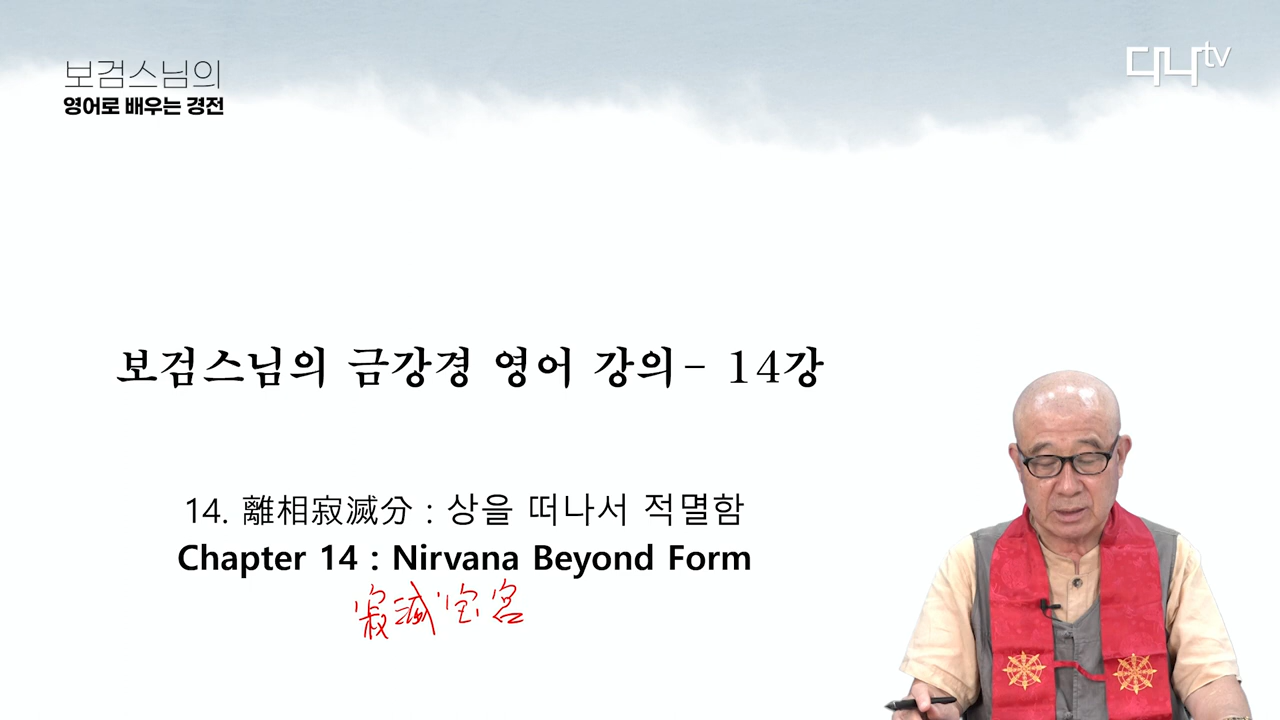 보검스님의
영어로 배우는 경전
다나tv
보검스님의 금강경 영어 강의- 14강
14. 離相寂滅分 : 상을 떠나서 적멸함
Chapter 14 : Nirvana Beyond Form
寂滅宝宮